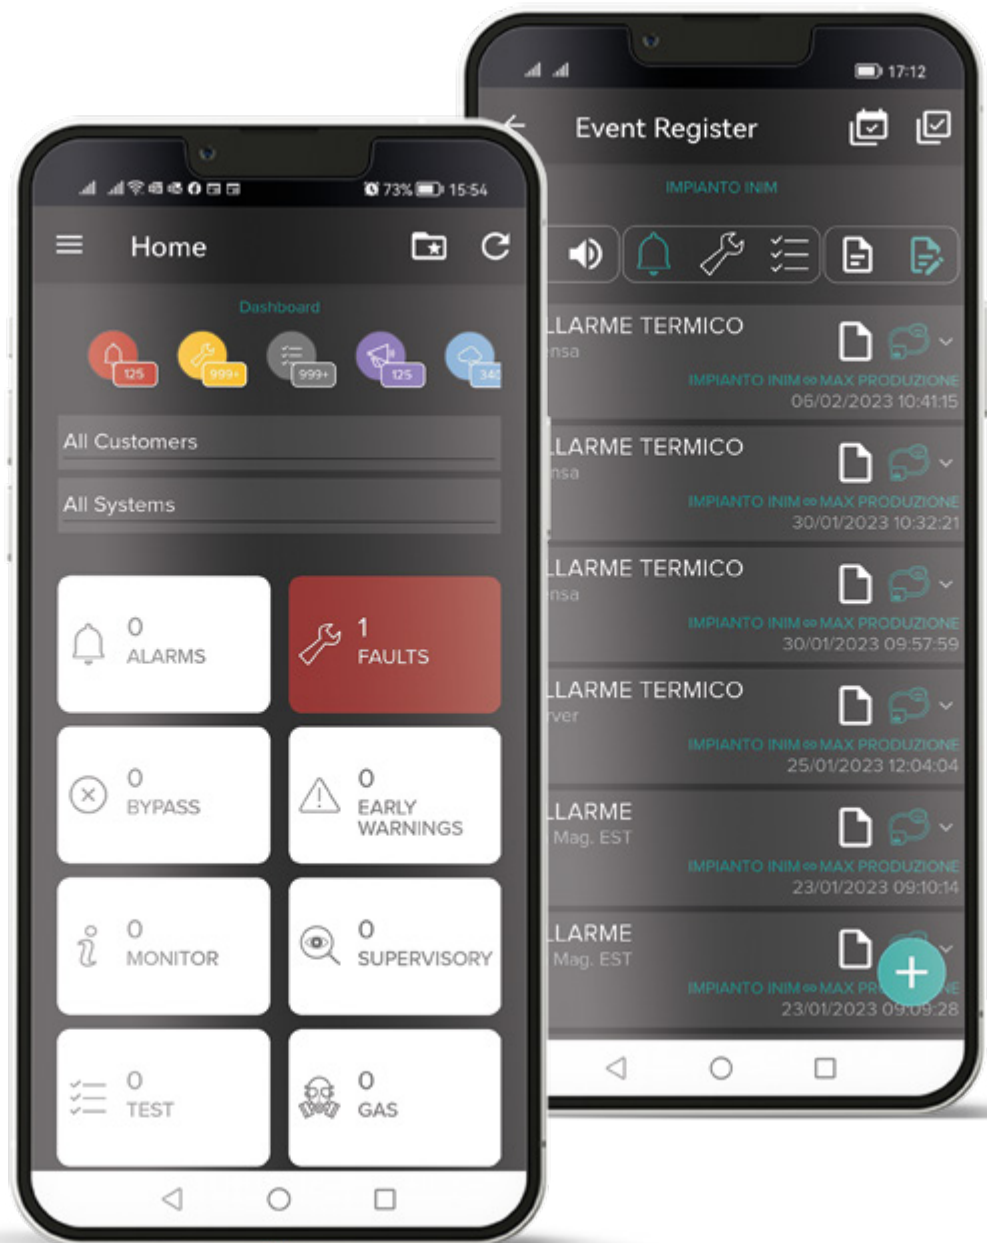 73% 15:54
Home
Dashboard
125
999+
999+
125
340
All Customers
All Systems
0
ALARMS
1
FAULTS
0
BYPASS
0
EARLY
WARNINGS
0
MONITOR
0
SUPERVISORY
0
TEST
0
GAS
17:12
Event Register
IMPIANTO INIM
LLARME TERMICO
ensa
IMPIANTO INIM ∞ MAX PRODUZIONE
06/02/2023 10:41:15
LLARME TERMICO
nsa
IMPIANTO INIM ∞ MAX PRODUZIONE
30/01/2023 10:32:21
LLARME TERMICO
ensa
IMPIANTO INIM ∞ MAX PRODUZIONE
30/01/2023 09:57:59
LLARME TERMICO
rver
IMPIANTO INIM ∞ MAX PRODUZIONE
25/01/2023 12:04:04
LLARME
Mag. EST
IMPIANTO INIM ∞ MAX PRODUZIONE
23/01/2023 09:10:14
LLARME
Mag. EST
IMPIANTO INIM ∞ MAX PR NE
23/01/2023 09:09:28